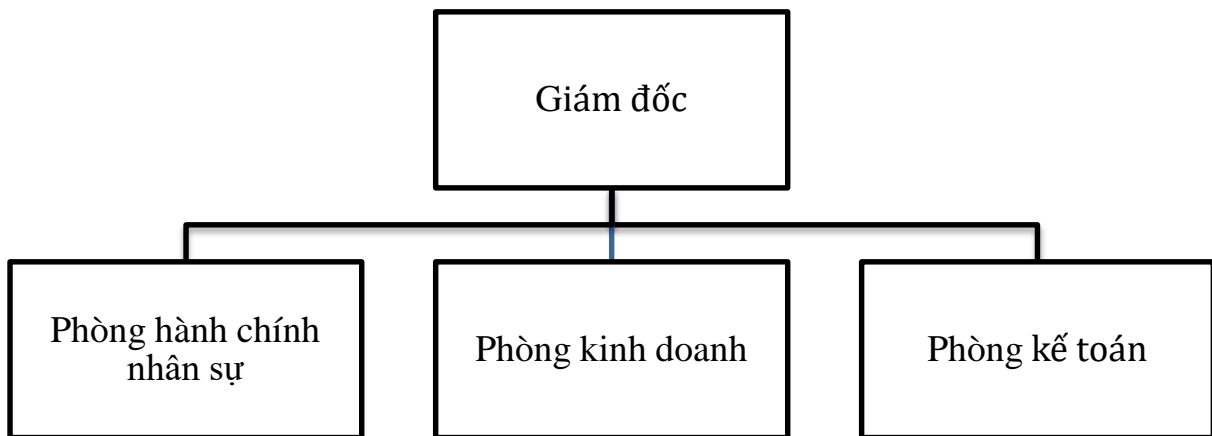 Giám đốc
Phòng hành chính
nhân sự
Phòng kinh doanh
Phòng kế toán